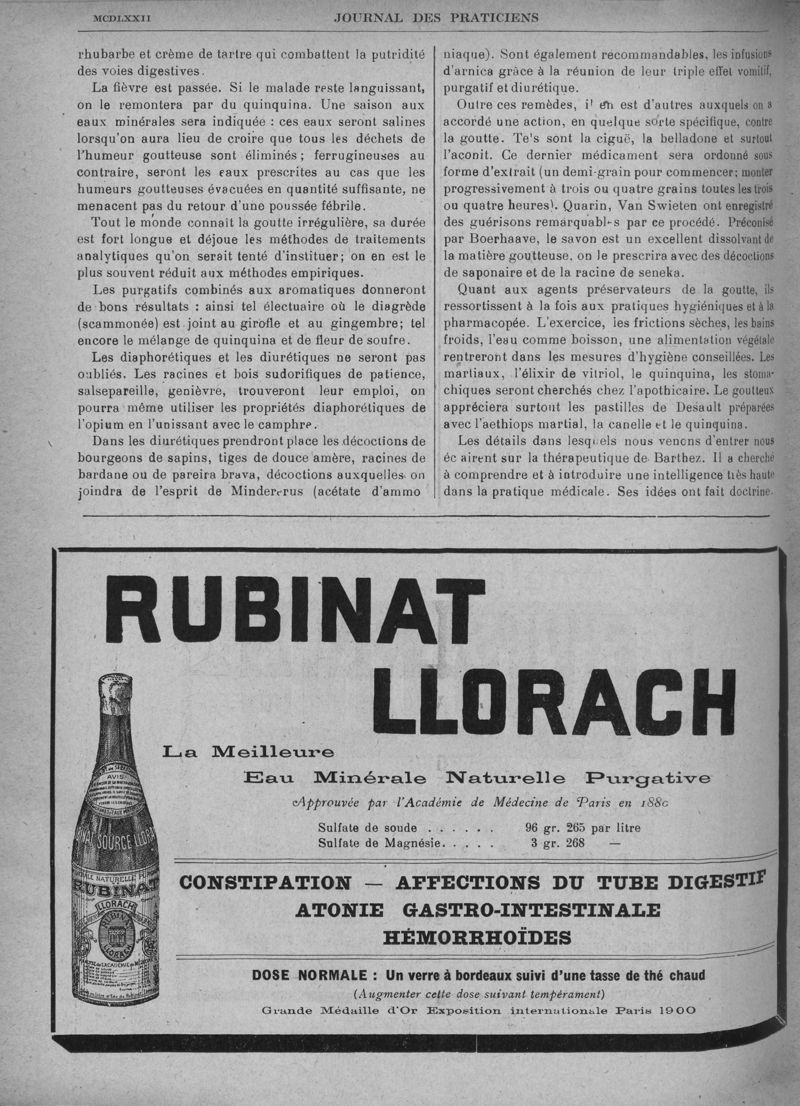 MCDLXXII
JOURNAL DES PRATICIENS
rhubarbe et crème de tartre qui combattent la putridité
des voies digestives.
La fièvre est passée. Si le malade reste languissant,
on le remontera par du quinquina. Une saison aux
eaux minérales sera indiquée : ces eaux seront salines
lorsqu'on aura lieu de croire que tous les déchets de
l'humeur goutteuse sont éliminés ; ferrugineuses au
contraire, seront les eaux prescrites au cas que les
humeurs goutteuses évacuées en quantité suffisante, ne
menacent pas du retour d'une poussée fébrile.
Tout le monde connaît la goutte irrégulière, sa durée
est fort longue et déjoue les méthodes de traitements
analytiques qu'on serait tenté d'instituer ; on en est le
plus souvent réduit aux méthodes empiriques.
Les purgatifs combinés aux aromatiques donneront
de bons résultats : ainsi tel électuaire où le diagrède
(scammonée) est joint au girofle et au gingembre ; tel
encore le mélange de quinquina et de fleur de soufre.
Les diaphorétiques et les diurétiques ne seront pas
oubliés. Les racines et bois sudorifiques de patience,
salsepareille, genièvre, trouveront leur emploi, on
pourra même utiliser les propriétés diaphorétiques de
l'opium en l'unissant avec le camphre.
Dans les diurétiques prendront place les décoctions de
bourgeons de sapins, tiges de douce amère, racines de
bardane ou de pareira brava, décoctions auxquelles on
joindra de l'esprit de Mindererus (acétate d'ammo
niaque). Sont également recommandables, les infusions
d'arnica grâce à la réunion de leur triple effet vomitif,
purgatif et diurétique.
Outre ces remèdes, il en est d'autres auxquels on a
accordé une action, en quelque sorte spécifique, contre
la goutte. Tels sont la ciguë, la belladone et surtout
l'aconit. Ce dernier médicament sera ordonné sous
forme d'extrait (un demi-grain pour commencer; monter
progressivement à trois ou quatre grains toutes les trois
ou quatre heures). Quarin, Van Swieten ont enregistré
des guérisons remarquables par ce procédé. Préconisé
par Boerhaave, le savon est un excellent dissolvant de
la matière goutteuse, on le prescrira avec des décoctions
de saponaire et de la racine de seneka.
Quant aux agents préservateurs de la goutte, ils
ressortissent à la fois aux pratiques hygiéniques et à la
pharmacopée. L'exercice, les frictions sèches, les bains
froids, l'eau comme boisson, une alimentation végétale
rentreront dans les mesures d'hygiène conseillées. Les
martiaux, l'élixir de vitriol, le quinquina, les stoma-
chiques seront cherchés chez l'apothicaire. Le goutteux
appréciera surtout les pastilles de Desault préparées
avec l'aethiops martial, la canelle et le quinquina.
Les détails dans lesquels nous venons d'entrer nous
éclairent sur la thérapeutique de Barthez. Il a cherché
à comprendre et à introduire une intelligence très haute
dans la pratique médicale. Ses idées ont fait doctrine.
RUBINAT
LLORACH
La Meilleure
Eau Minérale Naturelle Purgative
Approuvée par l'Académie de Médecine de Paris en 1880
Sulfate de soude . . . . . . 96 gr. 265 par litre
Sulfate de Magnésie. . . . . 3 gr. 268 —
AVIS
SOURCE LLORACH
NATURELLE
RUBINAT
LLORACH
RUBINAT
LLORACH
CONSTIPATION — AFFECTIONS DU TUBE DIGESTIF
ATONIE GASTRO-INTESTINALE
HÉMORRHOÏDES
DOSE NORMALE : Un verre à bordeaux suivi d'une tasse de thé chaud
(Augmenter cette dose suivant tempérament)
Grande Médaille d'Or Exposition internationale Paris 1900